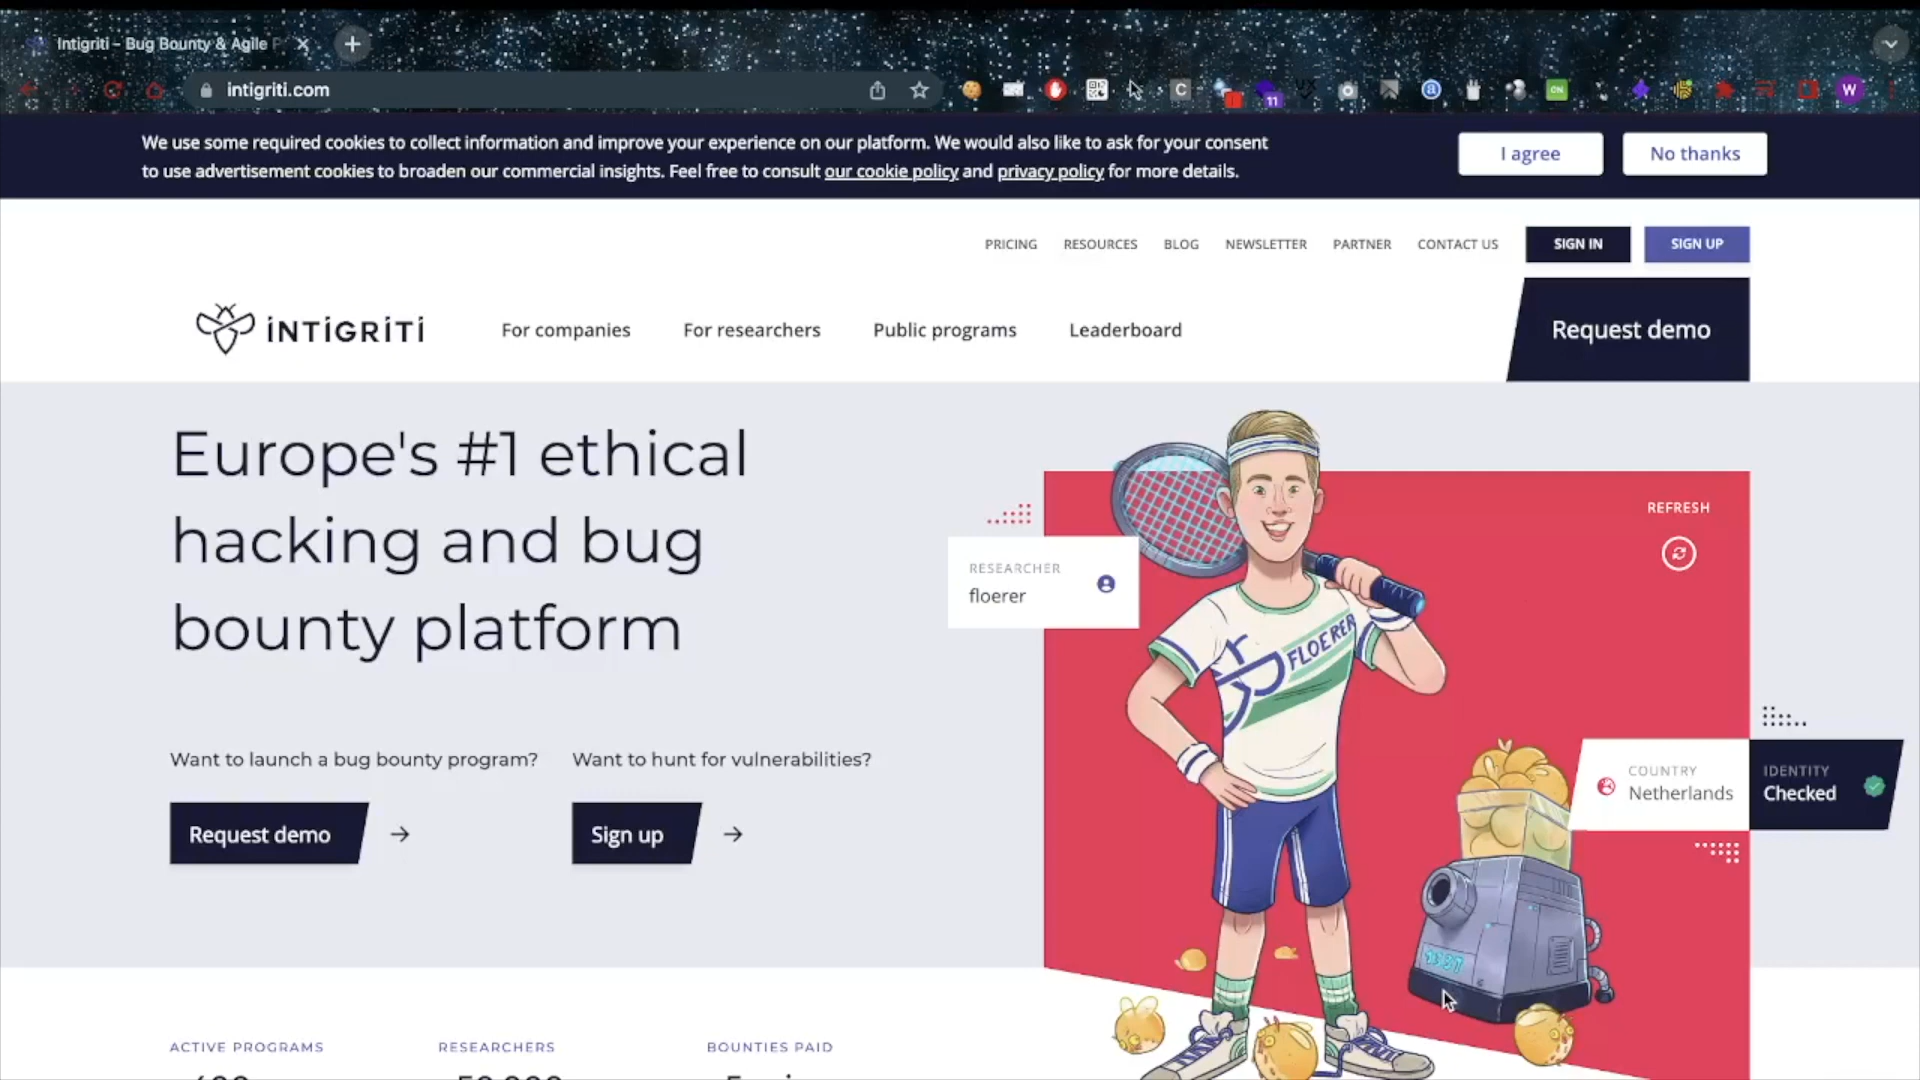 Intigriti – Bug Bounty & Agile P
intigriti.com
11
CN
W
We use some required cookies to collect information and improve your experience on our platform. We would also like to ask for your consent
to use advertisement cookies to broaden our commercial insights. Feel free to consult our cookie policy and privacy policy for more details.
I agree
No thanks
PRICING
RESOURCES
BLOG
NEWSLETTER
PARTNER
CONTACT US
SIGN IN
SIGN UP
INTIGRITI
For companies
For researchers
Public programs
Leaderboard
Request demo
Europe's #1 ethical
hacking and bug
bounty platform
REFRESH
RESEARCHER
floerer
FLOERER
Want to launch a bug bounty program?
Want to hunt for vulnerabilities?
COUNTRY
Netherlands
IDENTITY
Checked
Request demo
Sign up
1337
ACTIVE PROGRAMS
RESEARCHERS
BOUNTIES PAID